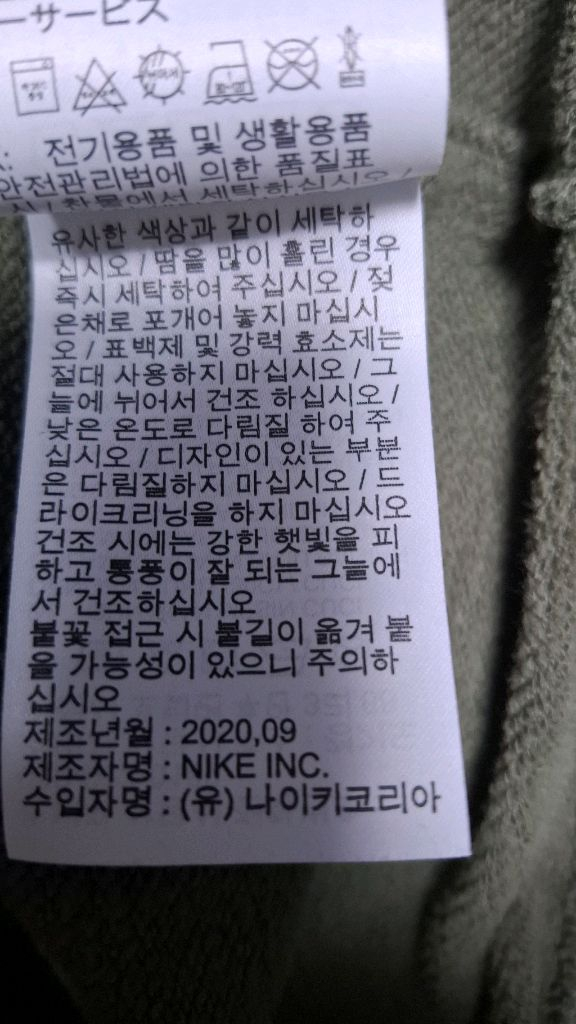 ーサービス
전기용품 및 생활용품
안전관리법에 의한 품질표
시 / 찬물에서 세탁하십시오 /
유사한 색상과 같이 세탁하
십시오 / 땀을 많이 흘린 경우
즉시 세탁하여 주십시오 / 젖
은채로 포개어 놓지 마십시
오 / 표백제 및 강력 효소제는
절대 사용하지 마십시오 / 그
늘에 뉘어서 건조 하십시오 /
낮은 온도로 다림질 하여 주
십시오 / 디자인이 있는 부분
은 다림질하지 마십시오 / 드
라이크리닝을 하지 마십시오
건조 시에는 강한 햇빛을 피
하고 통풍이 잘 되는 그늘에
서 건조하십시오
불꽃 접근 시 불길이 옮겨 붙
을 가능성이 있으니 주의하
십시오
제조년월 : 2020,09
제조자명 : NIKE INC.
수입자명 : (유) 나이키코리아